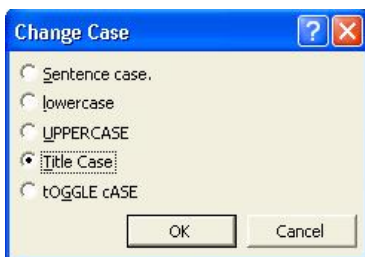 Change Case
Sentence case.
lowercase
UPPERCASE
Title Case
tOGGLE cASE
OK Cancel